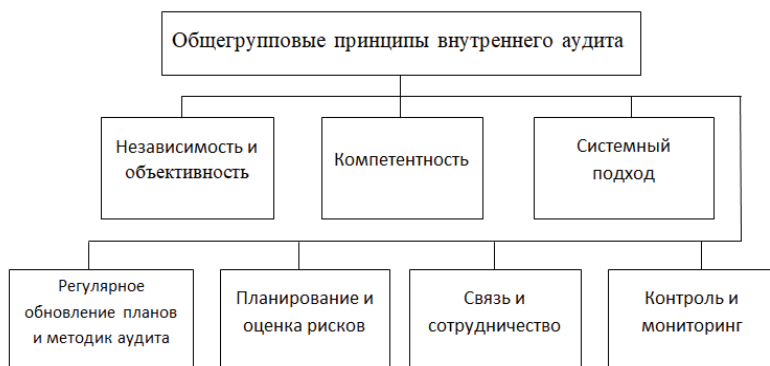 Общегрупповые принципы внутреннего аудита
Независимость и
объективность
Компетентность
Системный
подход
Регулярное
обновление планов
и методик аудита
Планирование и
оценка рисков
Связь и
сотрудничество
Контроль и
мониторинг